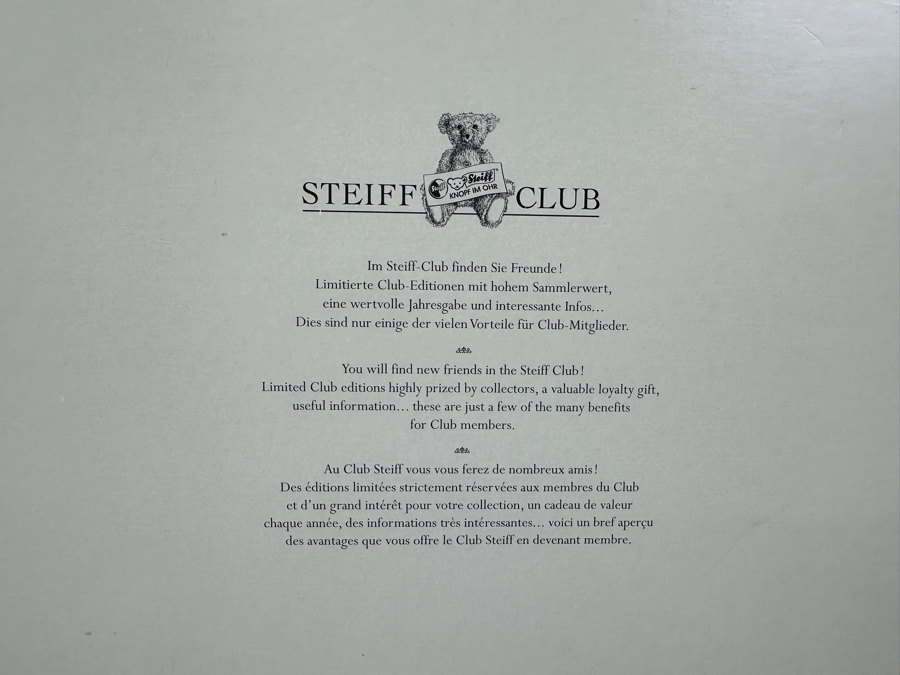 STEIFF CLUB
Steiff
KNOPF IM OHR
Im Steiff-Club finden Sie Freunde!
Limitierte Club-Editionen mit hohem Sammlerwert,
eine wertvolle Jahresgabe und interessante Infos...
Dies sind nur einige der vielen Vorteile für Club-Mitglieder.
You will find new friends in the Steiff Club!
Limited Club editions highly prized by collectors, a valuable loyalty gift,
useful information... these are just a few of the many benefits
for Club members.
Au Club Steiff vous vous ferez de nombreux amis!
Des éditions limitées strictement réservées aux membres du Club
et d'un grand intérêt pour votre collection, un cadeau de valeur
chaque année, des informations très intéressantes... voici un bref aperçu
des avantages que vous offre le Club Steiff en devenant membre.